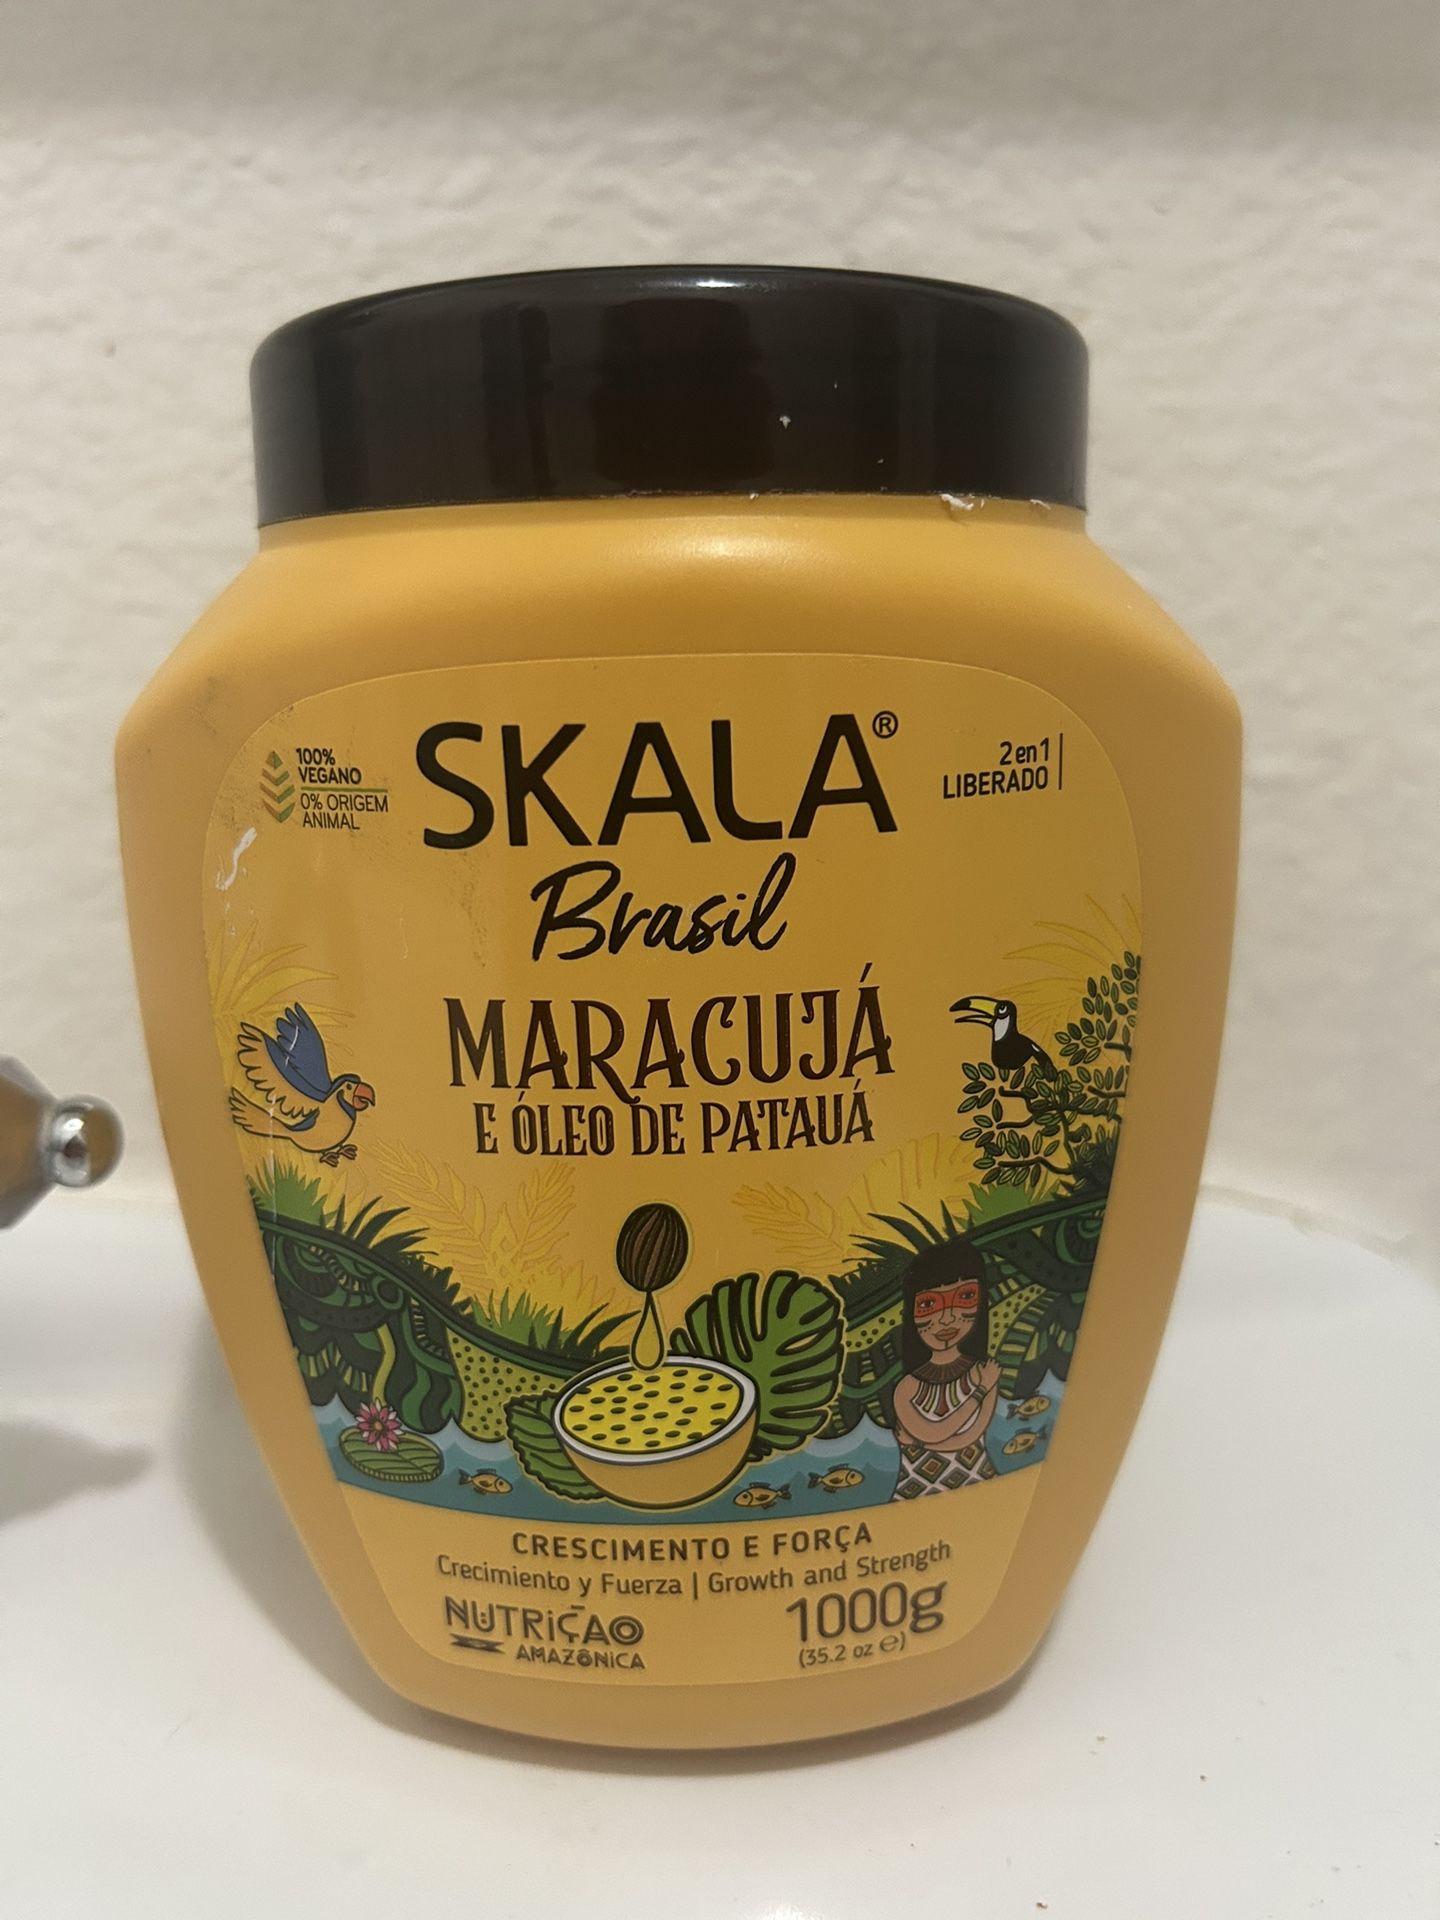 SKALA®
Brasil
100%
VEGANO
0% ORIGEM
ANIMAL
2 en 1
LIBERADO
MARACUJÁ
E ÓLEO DE PATAUÁ
CRESCIMENTO E FORÇA
Crecimiento y Fuerza | Growth and Strength
NUTRIÇÃO
AMAZÔNICA
1000g
(35.2 oz ℮)